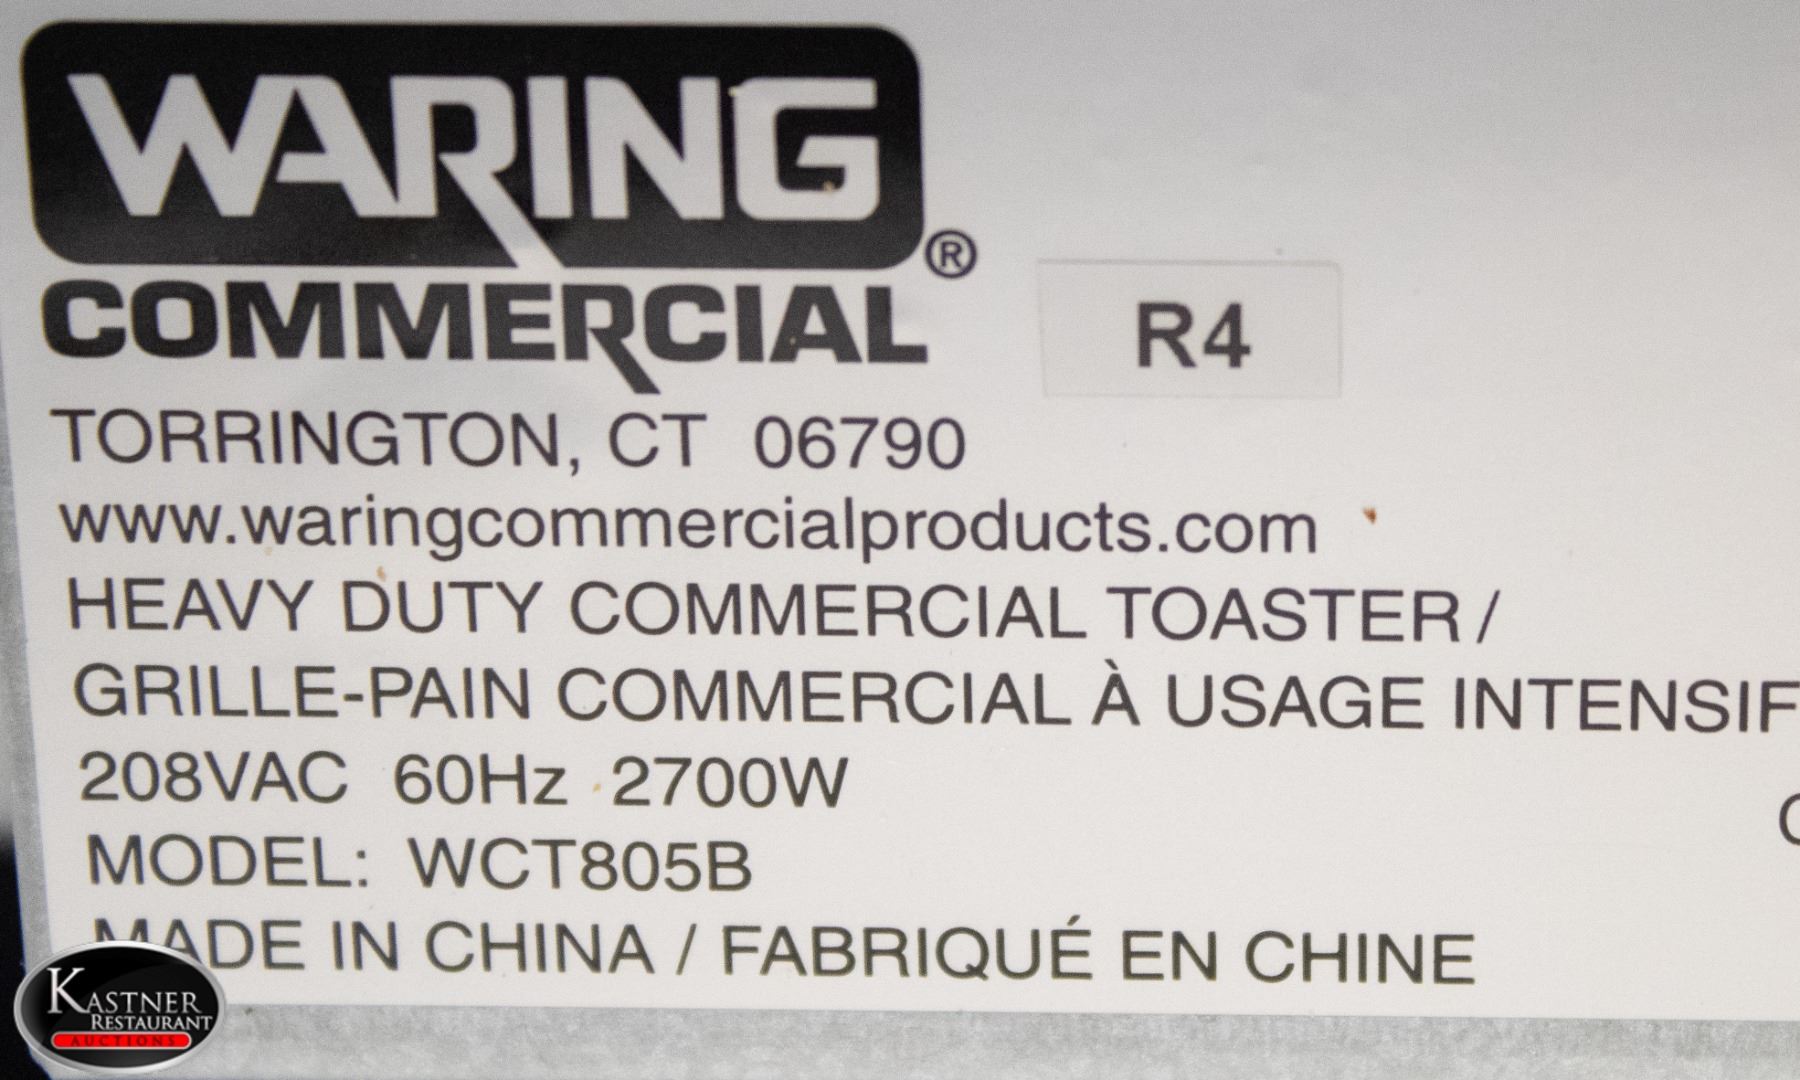 WARING
COMMERCIAL®
R4
TORRINGTON, CT 06790
www.waringcommercialproducts.com
HEAVY DUTY COMMERCIAL TOASTER /
GRILLE-PAIN COMMERCIAL À USAGE INTENSIF
208VAC 60Hz 2700W
MODEL: WCT805B
MADE IN CHINA / FABRIQUÉ EN CHINE
KASTNER
RESTAURANT
AUCTIONS